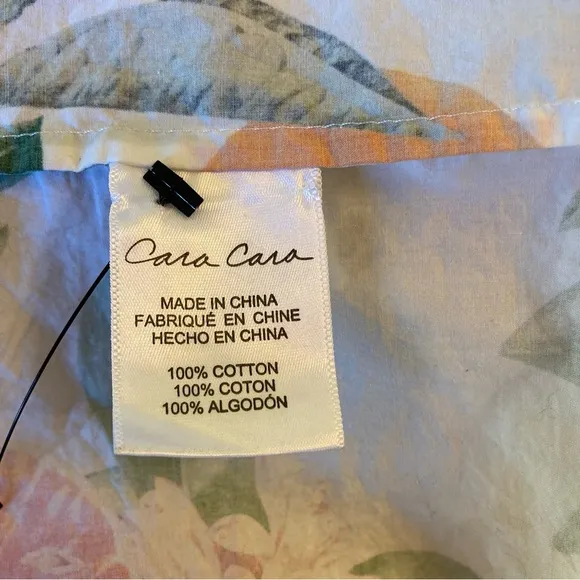 Cara Cara
MADE IN CHINA
FABRIQUÉ EN CHINE
HECHO EN CHINA
100% COTTON
100% COTON
100% ALGODÓN